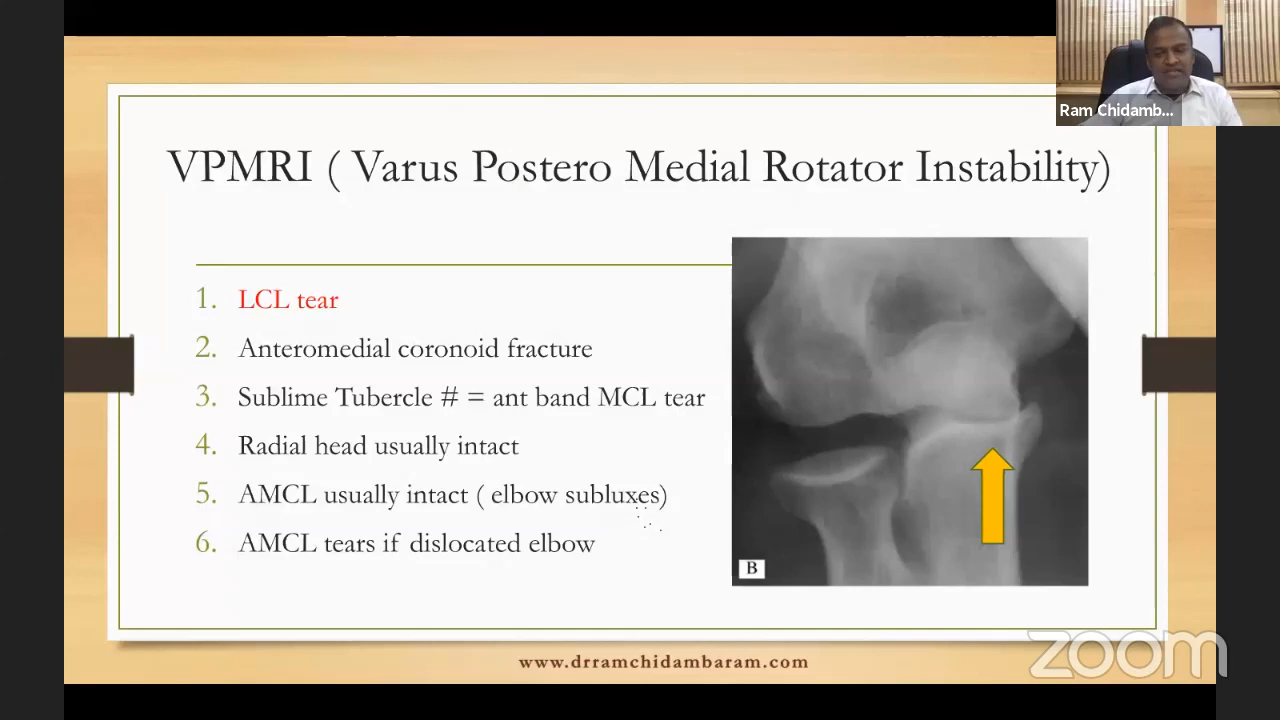 Ram Chidamb...
VPMRI ( Varus Postero Medial Rotator Instability)
1. LCL tear
2. Anteromedial coronoid fracture
3. Sublime Tubercle # = ant band MCL tear
4. Radial head usually intact
5. AMCL usually intact ( elbow subluxes)
6. AMCL tears if dislocated elbow
B
www.drramchidambaram.com
zoom